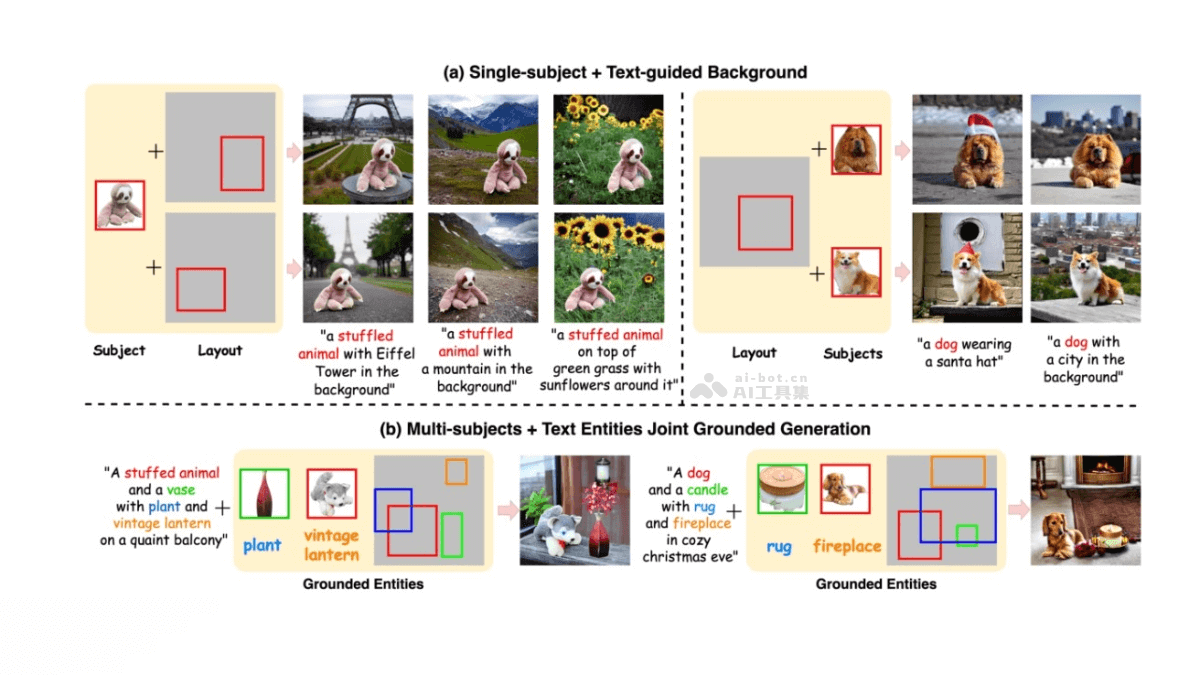 (a) Single-subject + Text-guided Background
+
+
Subject
Layout
"a stuffled
animal with Eiffel
Tower in the
background"
"a stuffled
animal with
a mountain in the
background"
"a stuffed animal
on top of
green grass with
sunflowers around it"
+
+
Layout
Subjects
"a dog wearing
a santa hat"
"a dog with
a city in the
background"
ai-bot.cn
AI工具集
(b) Multi-subjects + Text Entities Joint Grounded Generation
"A stuffed animal
and a vase
with plant and
vintage lantern
on a quaint balcony"
+
plant
vintage
lantern
Grounded Entities
"A dog
and a candle
with rug
and fireplace
in cozy
christmas eve"
+
rug
fireplace
Grounded Entities